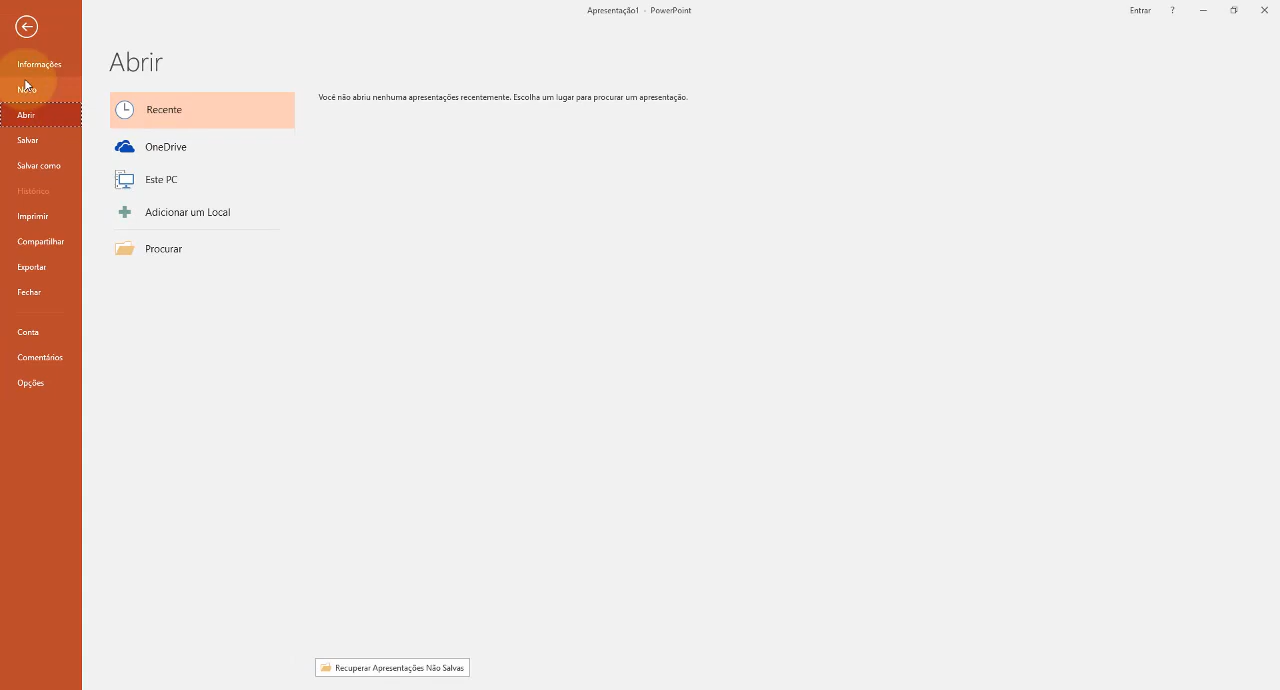 Apresentação1 - PowerPoint
Entrar
?
Informações
Novo
Abrir
Salvar
Salvar como
Histórico
Imprimir
Compartilhar
Exportar
Fechar
Conta
Comentários
Opções
Abrir
Recente
OneDrive
Este PC
Adicionar um Local
Procurar
Você não abriu nenhuma apresentações recentemente. Escolha um lugar para procurar um apresentação.
Recuperar Apresentações Não Salvas